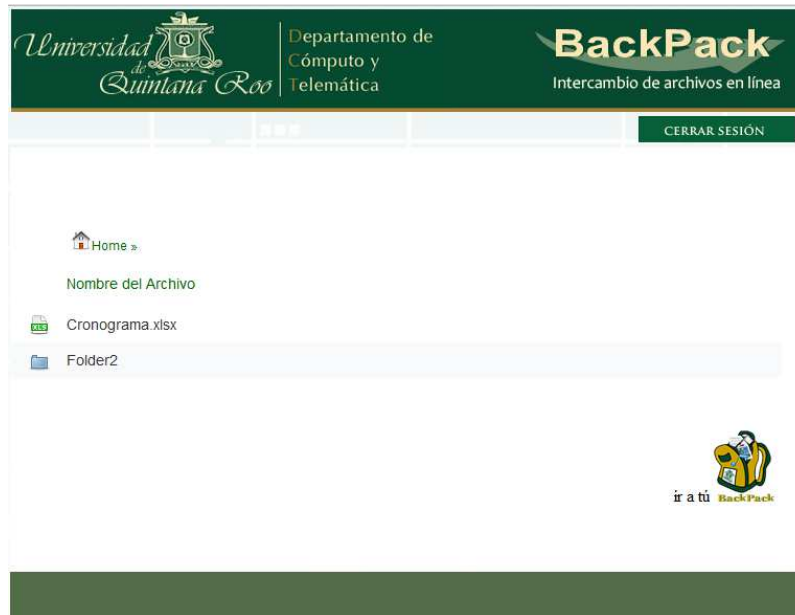 Universidad
de
Quintana Roo
Departamento de
Cómputo y
Telemática
BackPack
Intercambio de archivos en línea
CERRAR SESIÓN
Home »
Nombre del Archivo
XLS
Cronograma.xlsx
Folder2
ir a tú BackPack